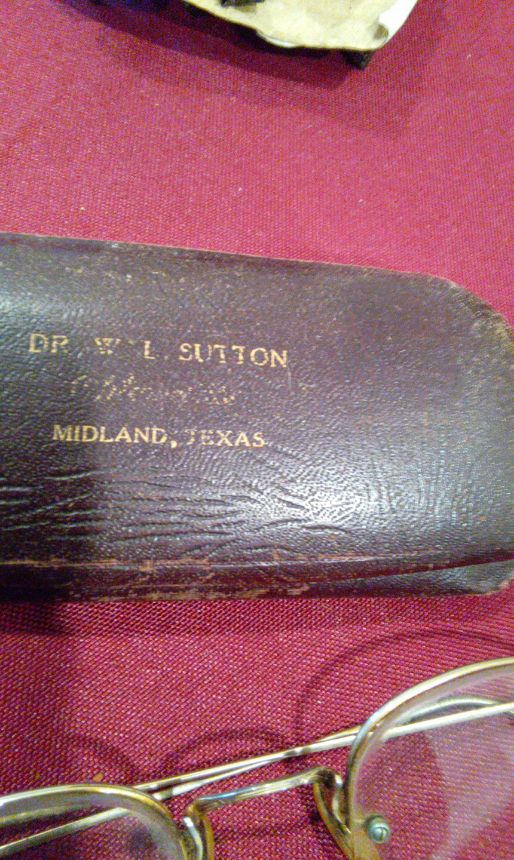 DR. W. L. SUTTON
MIDLAND, TEXAS